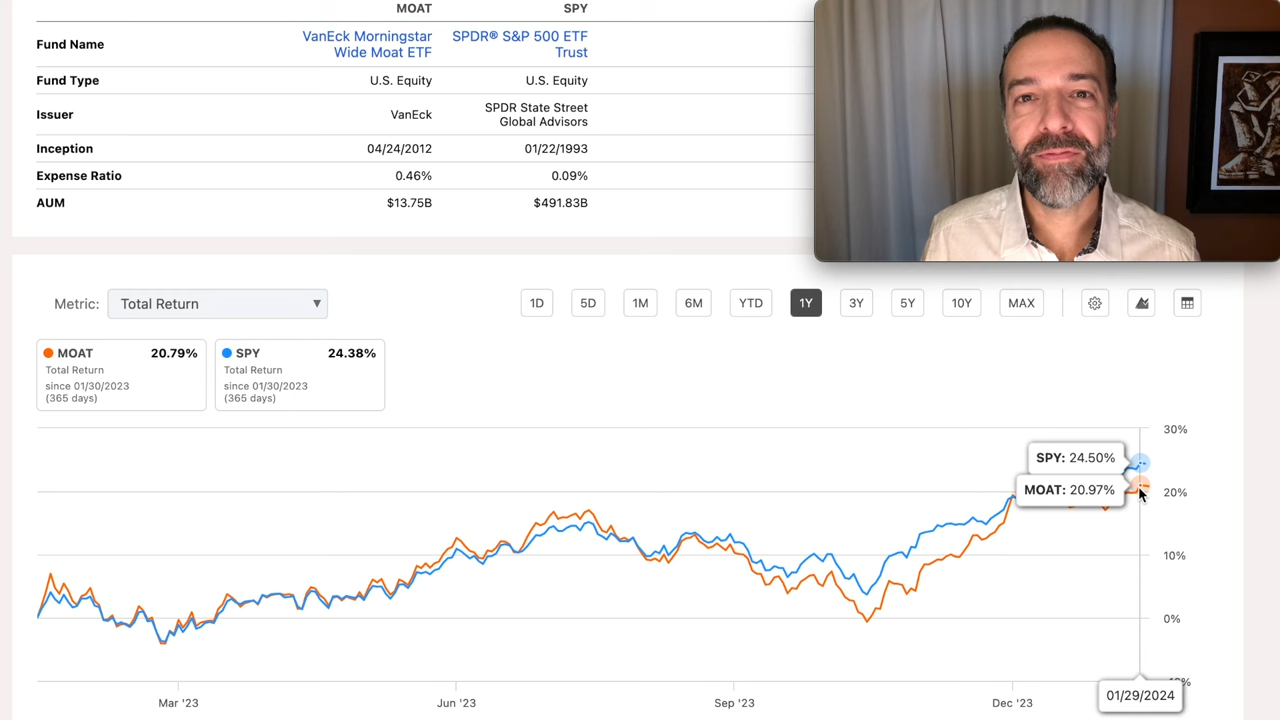 MOAT SPY
Fund Name VanEck Morningstar Wide Moat ETF SPDR® S&P 500 ETF Trust
Fund Type U.S. Equity U.S. Equity
Issuer VanEck SPDR State Street Global Advisors
Inception 04/24/2012 01/22/1993
Expense Ratio 0.46% 0.09%
AUM $13.75B $491.83B
Metric: Total Return 1D 5D 1M 6M YTD 1Y 3Y 5Y 10Y MAX
MOAT 20.79% SPY 24.38%
Total Return Total Return
since 01/30/2023 since 01/30/2023
(365 days) (365 days)
30%
SPY: 24.50%
MOAT: 20.97% 20%
10%
0%
Mar '23 Jun '23 Sep '23 Dec '23 01/29/2024